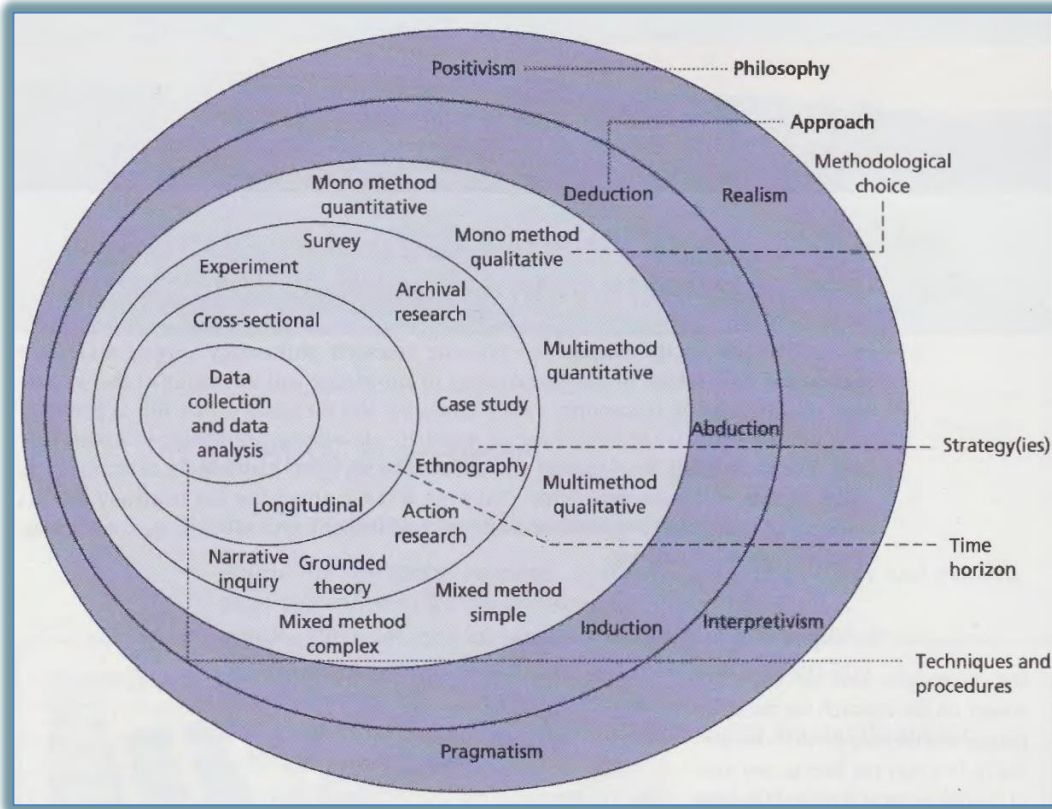 Positivism
Philosophy
Approach
Methodological
choice
Mono method
quantitative
Deduction
Realism
Mono method
qualitative
Survey
Experiment
Archival
research
Cross-sectional
Multimethod
quantitative
Data
collection
and data
analysis
Case study
Abduction
Strategy(ies)
Ethnography
Multimethod
qualitative
Longitudinal
Action
research
Time
horizon
Narrative
inquiry
Grounded
theory
Mixed method
simple
Mixed method
complex
Induction
Interpretivism
Techniques and
procedures
Pragmatism